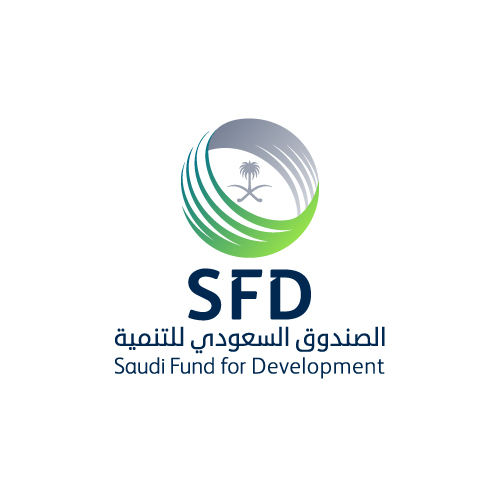 SFD
الصندوق السعودي للتنمية
Saudi Fund for Development